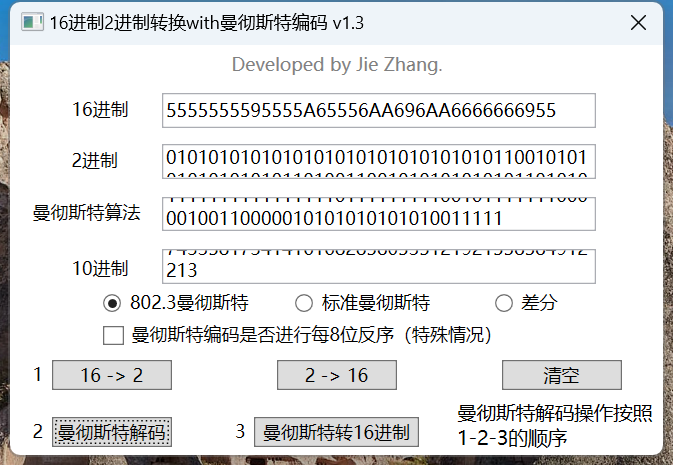 16进制2进制转换with曼彻斯特编码 v1.3
Developed by Jie Zhang.
16进制
5555555595555A65556AA696AA6666666955
2进制
0101010101010101010101010101010110010101
曼彻斯特算法
00100110000010101010101010011111
10进制
213
802.3曼彻斯特
标准曼彻斯特
差分
曼彻斯特编码是否进行每8位反序（特殊情况）
1
16 -> 2
2 -> 16
清空
2
曼彻斯特解码
3
曼彻斯特转16进制
曼彻斯特解码操作按照
1-2-3的顺序